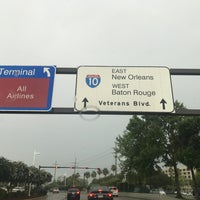 Terminal
All
Airlines
10
EAST
New Orleans
WEST
Baton Rouge
Veterans Blvd.